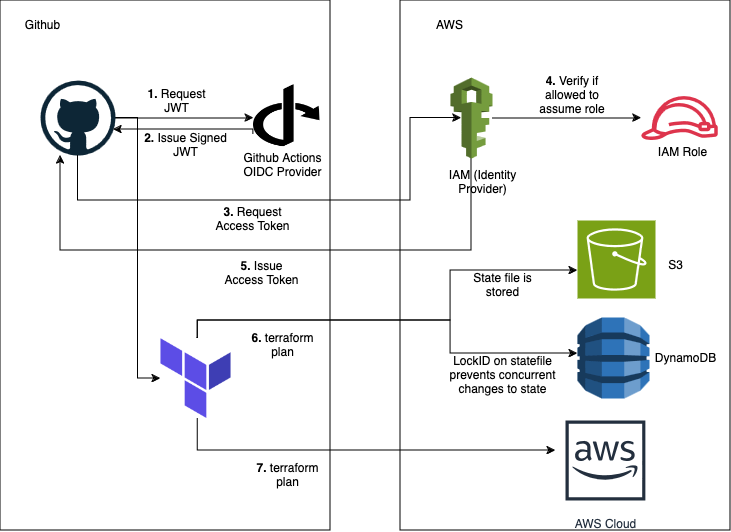 Github
AWS
1. Request
JWT
2. Issue Signed
JWT
Github Actions
OIDC Provider
4. Verify if
allowed to
assume role
IAM Role
IAM (Identity
Provider)
3. Request
Access Token
5. Issue
Access Token
State file is
stored
S3
6. terraform
plan
LockID on statefile
prevents concurrent
changes to state
DynamoDB
aws
7. terraform
plan
AWS Cloud